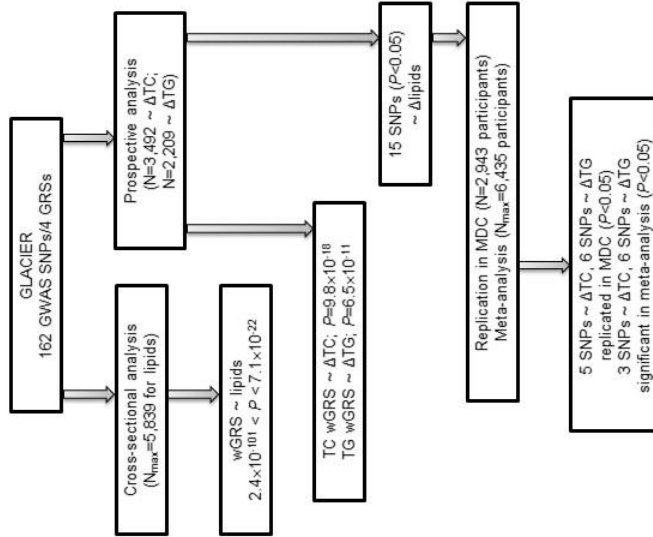 GLACIER
162 GWAS SNPs/4 GRSs
Cross-sectional analysis
(Nmax=5,839 for lipids)
wGRS ~ lipids
2.4×10-101 < P < 7.1×10-22
Prospective analysis
(N=3,492 ~ ΔTC;
N=2,209 ~ ΔTG)
TC wGRS ~ ΔTC; P=9.8×10-18
TG wGRS ~ ΔTG; P=6.5×10-11
15 SNPs (P<0.05)
~ Δlipids
Replication in MDC (N=2,943 participants)
Meta-analysis (Nmax=6,435 participants)
5 SNPs ~ ΔTC, 6 SNPs ~ ΔTG
replicated in MDC (P<0.05)
3 SNPs ~ ΔTC, 6 SNPs ~ ΔTG
significant in meta-analysis (P<0.05)